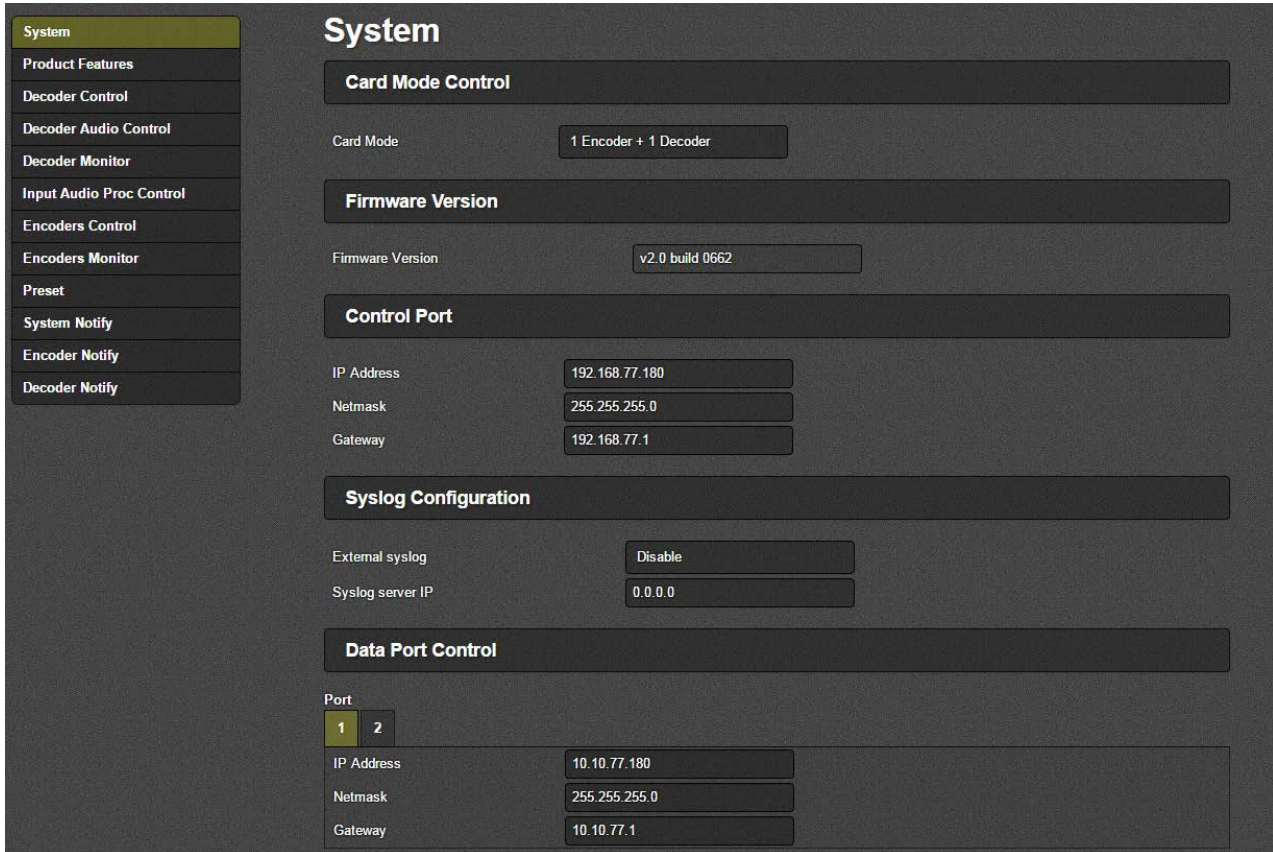 System
Product Features
Decoder Control
Decoder Audio Control
Decoder Monitor
Input Audio Proc Control
Encoders Control
Encoders Monitor
Preset
System Notify
Encoder Notify
Decoder Notify
System
Card Mode Control
Card Mode 1 Encoder + 1 Decoder
Firmware Version
Firmware Version v2.0 build 0662
Control Port
IP Address 192.168.77.180
Netmask 255.255.255.0
Gateway 192.168.77.1
Syslog Configuration
External syslog Disable
Syslog server IP 0.0.0.0
Data Port Control
Port
1 2
IP Address 10.10.77.180
Netmask 255.255.255.0
Gateway 10.10.77.1